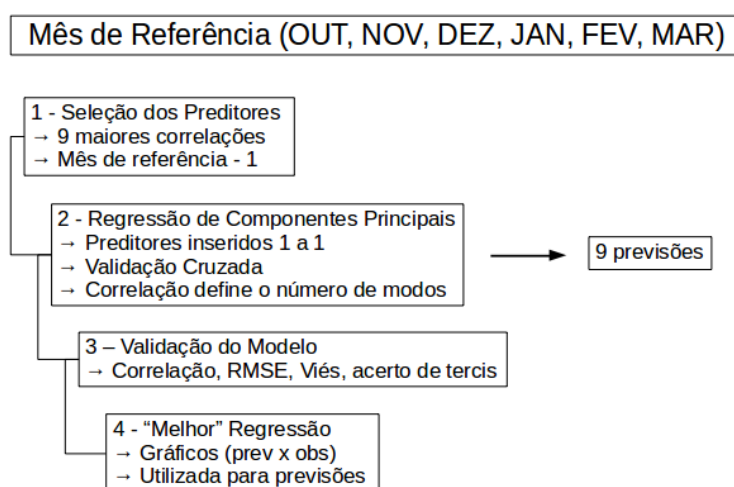 Mês de Referência (OUT, NOV, DEZ, JAN, FEV, MAR)
1 - Seleção dos Preditores
→ 9 maiores correlações
→ Mês de referência - 1
2 - Regressão de Componentes Principais
→ Preditores inseridos 1 a 1
→ Validação Cruzada
→ Correlação define o número de modos
9 previsões
3 – Validação do Modelo
→ Correlação, RMSE, Viés, acerto de tercis
4 - “Melhor” Regressão
→ Gráficos (prev x obs)
→ Utilizada para previsões